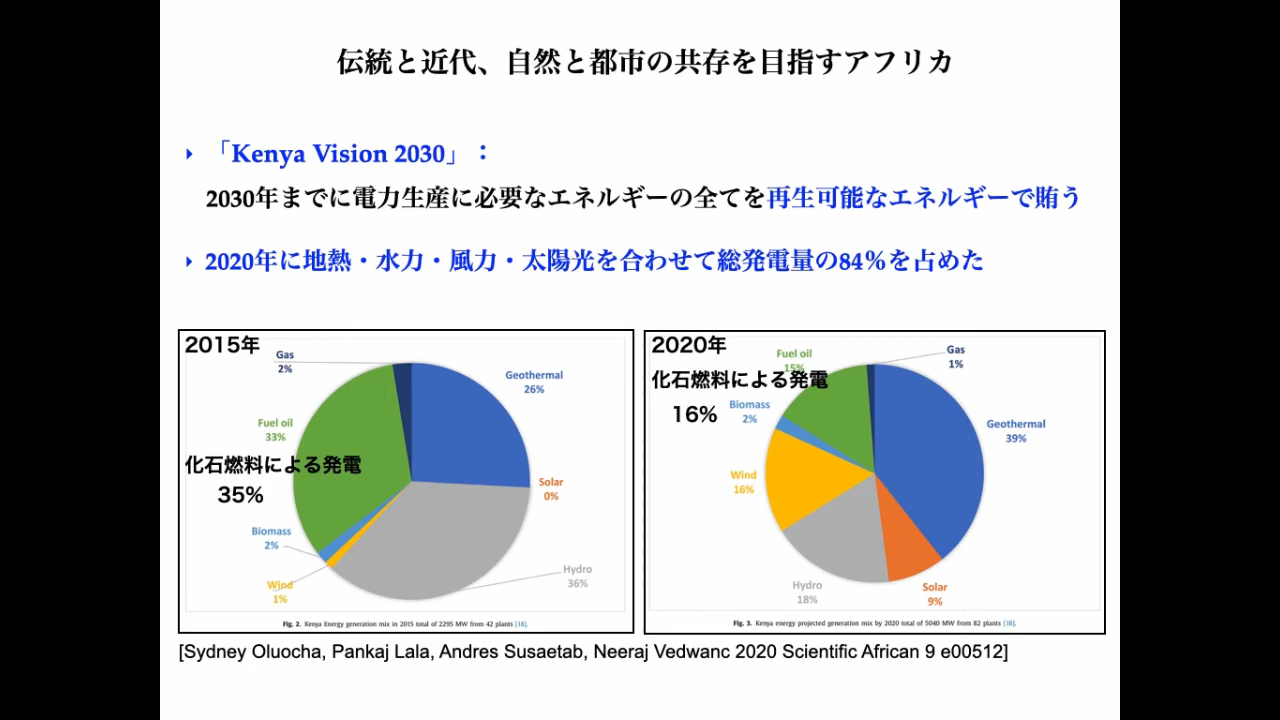 伝統と近代、自然と都市の共存を目指すアフリカ
「Kenya Vision 2030」：
2030年までに電力生産に必要なエネルギーの全てを再生可能なエネルギーで賄う
2020年に地熱・水力・風力・太陽光を合わせて総発電量の84％を占めた
2015年
Gas
2%
Geothermal
26%
Fuel oil
33%
化石燃料による発電
35%
Solar
0%
Biomass
2%
Wind
1%
Hydro
36%
Fig. 2. Kenya Energy generation mix in 2015 total of 2295 MW from 42 plants [18].
2020年
Fuel oil
15%
Gas
1%
化石燃料による発電
16%
Biomass
2%
Geothermal
39%
Wind
16%
Hydro
18%
Solar
9%
Fig. 3. Kenya energy projected generation mix by 2020 total of 5040 MW from 82 plants [18].
[Sydney Oluocha, Pankaj Lala, Andres Susaetab, Neeraj Vedwanc 2020 Scientific African 9 e00512]